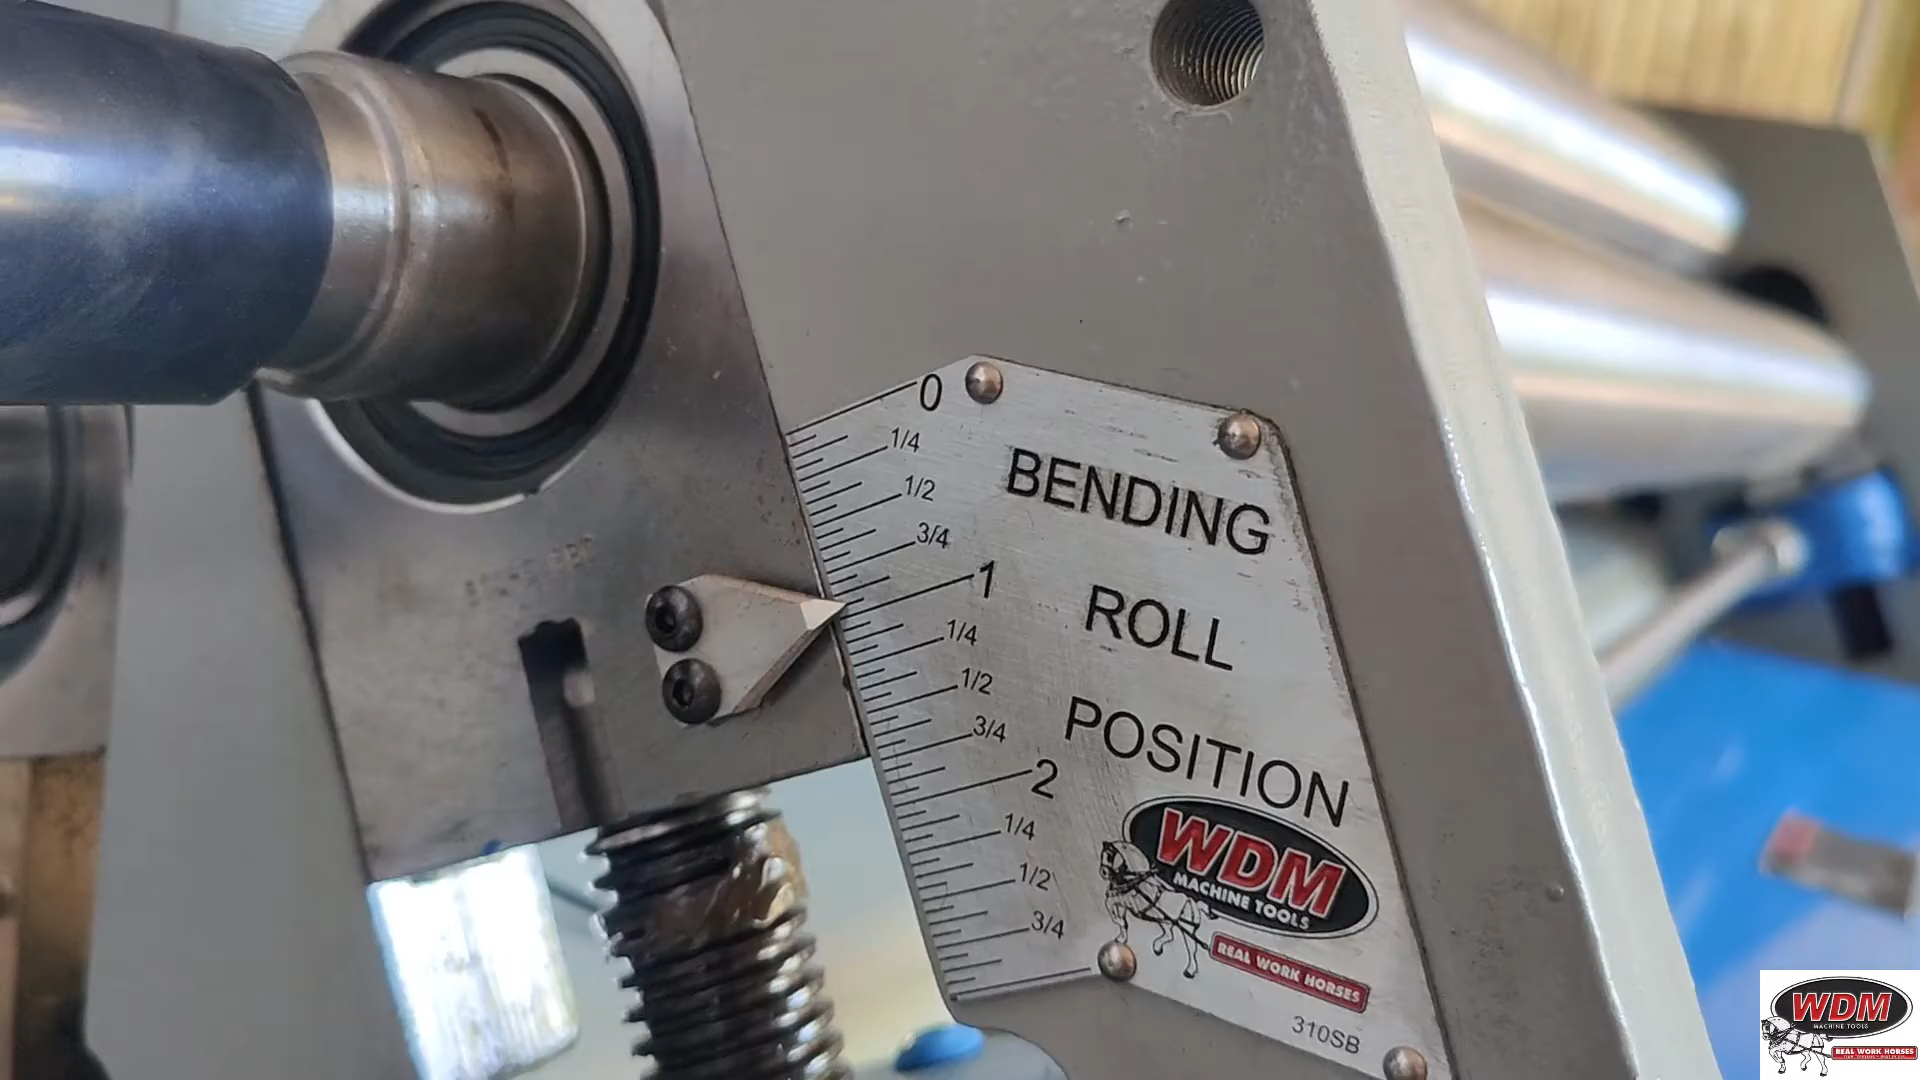 0
1/4
1/2
3/4
1
1/4
1/2
3/4
2
1/4
1/2
3/4
BENDING
ROLL
POSITION
WDM
MACHINE TOOLS
REAL WORK HORSES
310SB
WDM
MACHINE TOOLS
REAL WORK HORSES